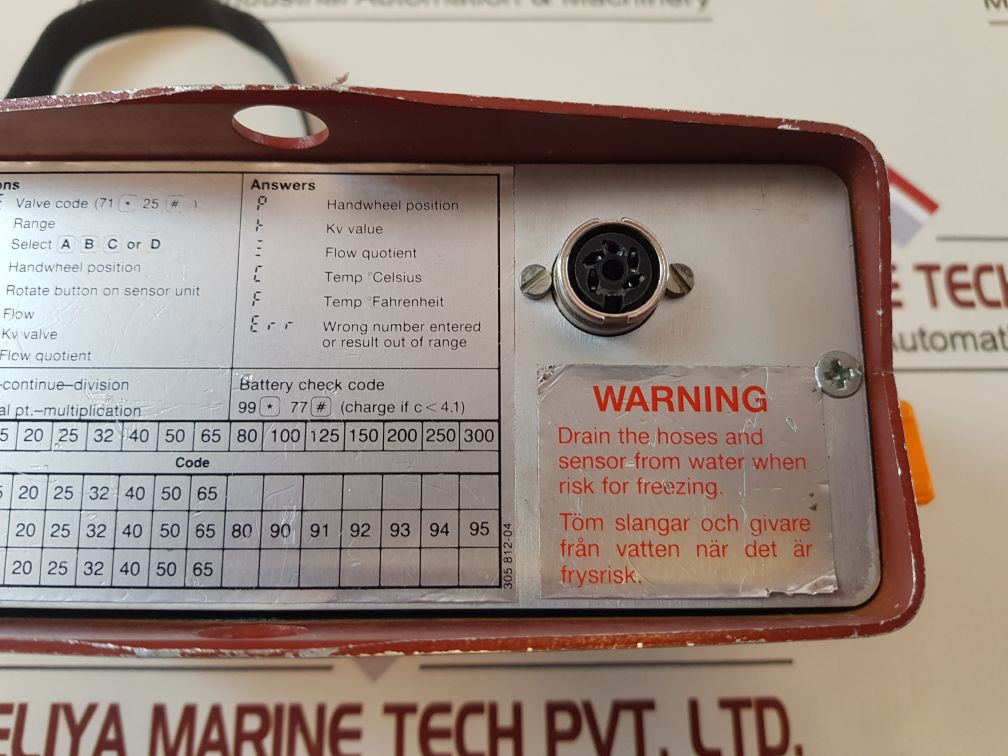 Industrial Automation & Machinery
M
ons
Valve code (71 * 25 #)
Range
Select A B C or D
Handwheel position
Rotate button on sensor unit
Flow
Kv valve
Flow quotient
Answers
P Handwheel position
Kv value
Flow quotient
C Temp °Celsius
F Temp °Fahrenheit
Err Wrong number entered
or result out of range
-continue—division
al pt.—multiplication
Battery check code
99 * 77 # (charge if c < 4.1)
5 20 25 32 40 50 65 80 100 125 150 200 250 300
Code
5 20 25 32 40 50 65
20 25 32 40 50 65 80 90 91 92 93 94 95
20 25 32 40 50 65
305 812-04
WARNING
Drain the hoses and
sensor from water when
risk for freezing.
Töm slangar och givare
från vatten när det är
frysrisk.
E TECH
Automat
ELIYA MARINE TECH PVT. LTD.